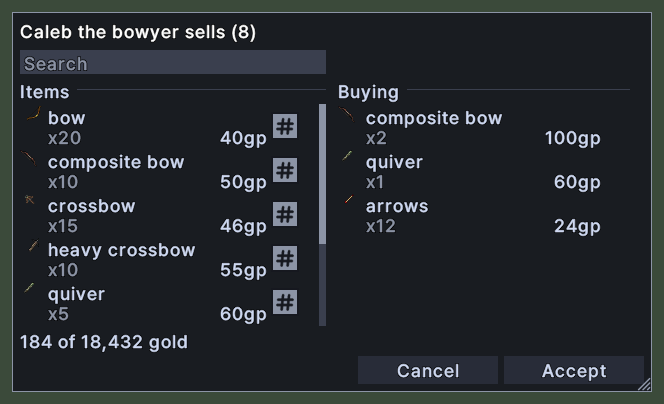 Caleb the bowyer sells (8)
Search
Items
bow
x20 40gp #
composite bow
x10 50gp #
crossbow
x15 46gp #
heavy crossbow
x10 55gp #
quiver
x5 60gp #
184 of 18,432 gold
Buying
composite bow
x2 100gp
quiver
x1 60gp
arrows
x12 24gp
Cancel Accept